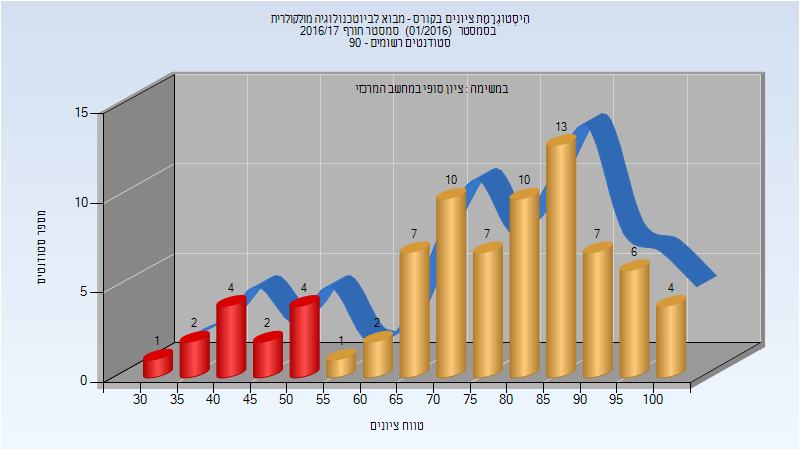 היסטוגרמת ציונים בקורס - מבוא לביוטכנולוגיה מולקולרית
בסמסטר (01/2016) סמסטר חורף 2016/17
סטודנטים רשומים - 90
במשימה : ציון סופי במחשב המרכזי
מספר סטודנטים
15
10
5
0
1
2
4
2
4
1
2
7
10
7
10
13
7
6
4
30 35 40 45 50 55 60 65 70 75 80 85 90 95 100
טווח ציונים